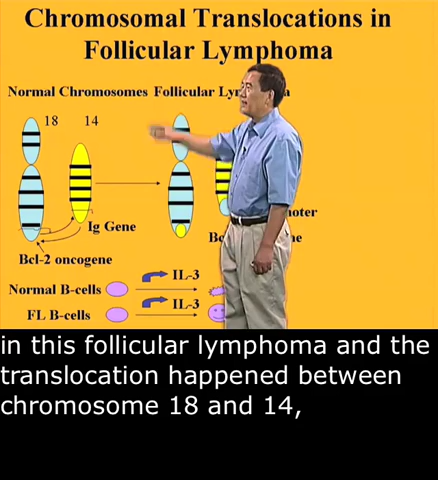 Chromosomal Translocations in
Follicular Lymphoma
Normal Chromosomes Follicular
18 14
Ig Gene
Bcl-2 oncogene
IL-3
Normal B-cells
IL-3
FL B-cells
in this follicular lymphoma and the
translocation happened between
chromosome 18 and 14,